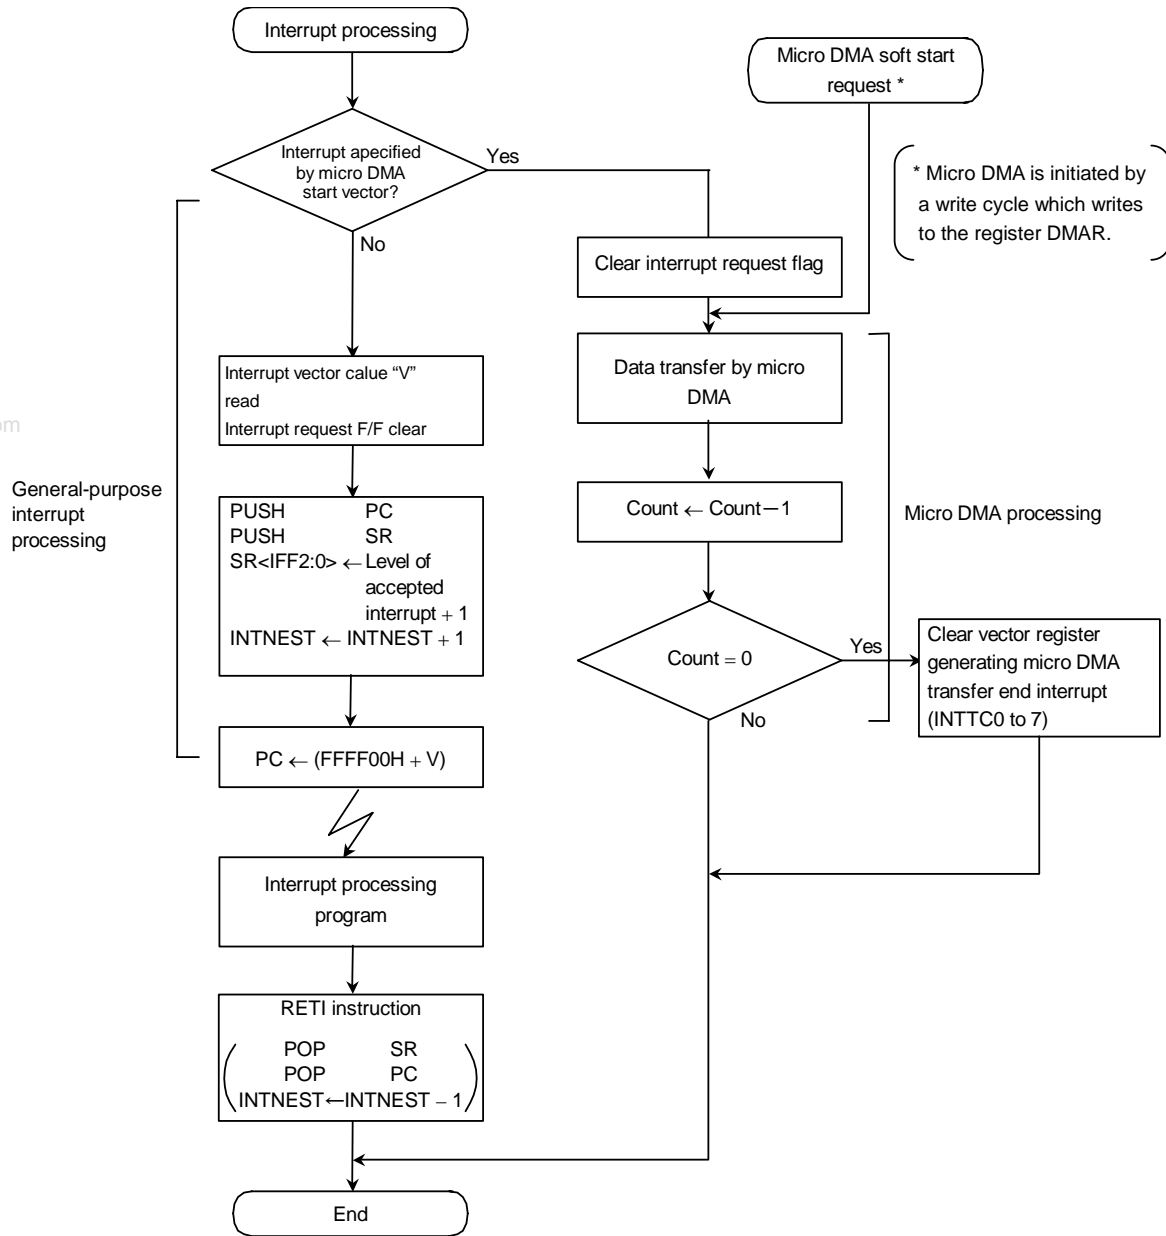 Interrupt processing
Micro DMA soft start
request *
Interrupt apecified
by micro DMA
start vector?
Yes
No
* Micro DMA is initiated by
a write cycle which writes
to the register DMAR.
Clear interrupt request flag
Interrupt vector calue “V”
read
Interrupt request F/F clear
Data transfer by micro
DMA
om
General-purpose
interrupt
processing
PUSH PC
PUSH SR
SR<IFF2:0> ← Level of
accepted
interrupt + 1
INTNEST ← INTNEST + 1
Count ← Count−1
Micro DMA processing
Count = 0
Yes
No
Clear vector register
generating micro DMA
transfer end interrupt
(INTTC0 to 7)
PC ← (FFFF00H + V)
Interrupt processing
program
RETI instruction
POP SR
POP PC
INTNEST←INTNEST − 1
End